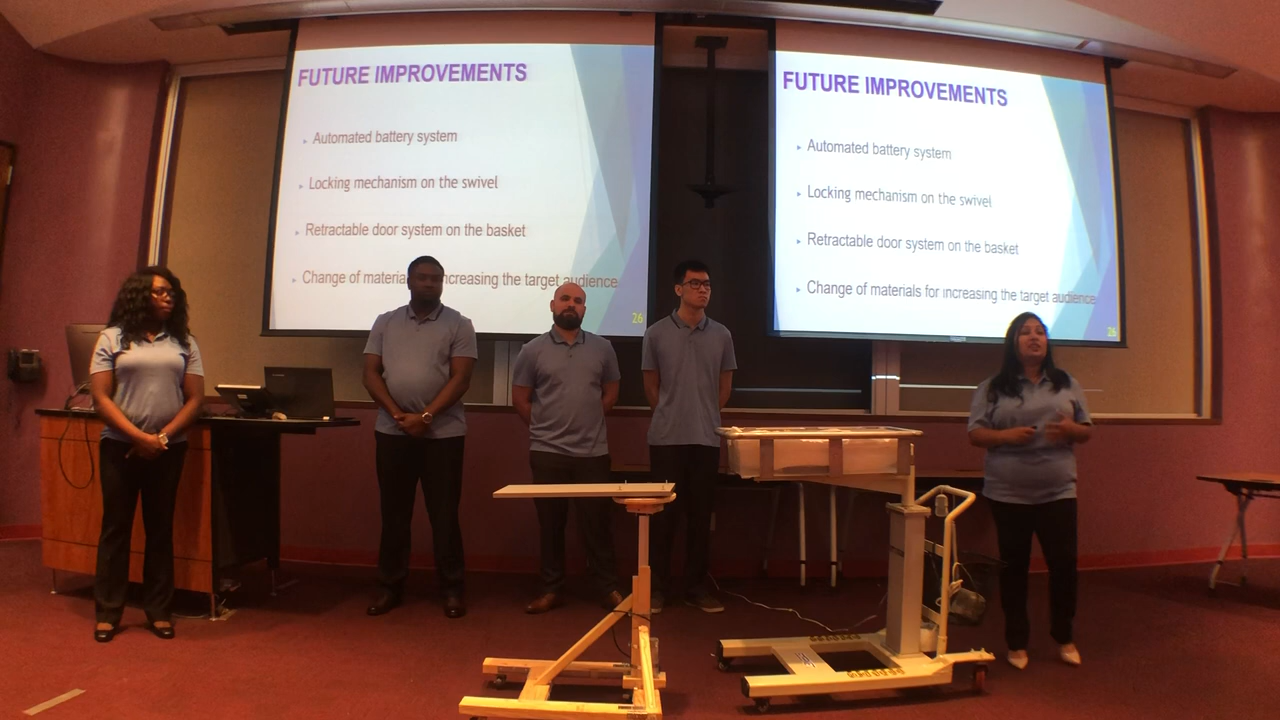 FUTURE IMPROVEMENTS
Automated battery system
Locking mechanism on the swivel
Retractable door system on the basket
Change of materia increasing the target audience
26
FUTURE IMPROVEMENTS
Automated battery system
Locking mechanism on the swivel
Retractable door system on the basket
Change of materials for increasing the target audience
26